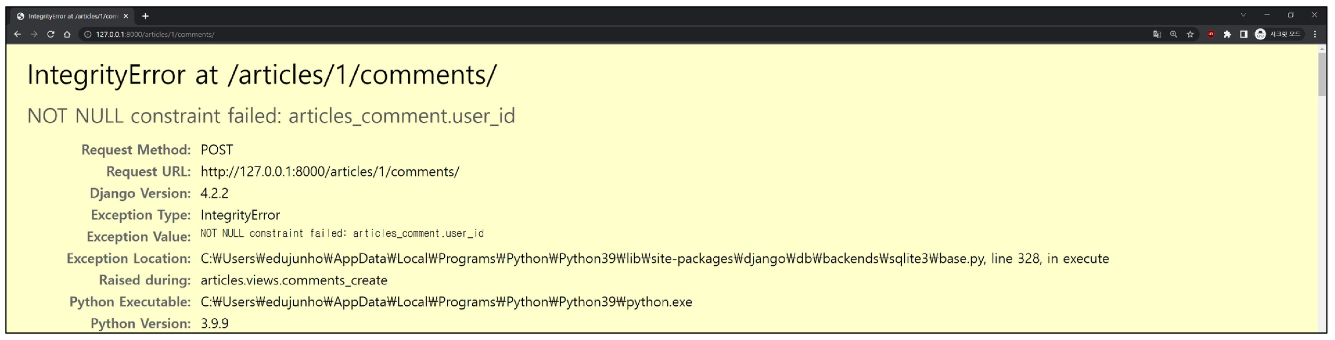 IntegrityError at /articles/1/comm
127.0.0.1:8000/articles/1/comments/
시크릿 모드
IntegrityError at /articles/1/comments/
NOT NULL constraint failed: articles_comment.user_id
Request Method: POST
Request URL: http://127.0.0.1:8000/articles/1/comments/
Django Version: 4.2.2
Exception Type: IntegrityError
Exception Value: NOT NULL constraint failed: articles_comment.user_id
Exception Location: C:₩Users₩edujunho₩AppData₩Local₩Programs₩Python₩Python39₩lib₩site-packages₩django₩db₩backends₩sqlite3₩base.py, line 328, in execute
Raised during: articles.views.comments_create
Python Executable: C:₩Users₩edujunho₩AppData₩Local₩Programs₩Python₩Python39₩python.exe
Python Version: 3.9.9